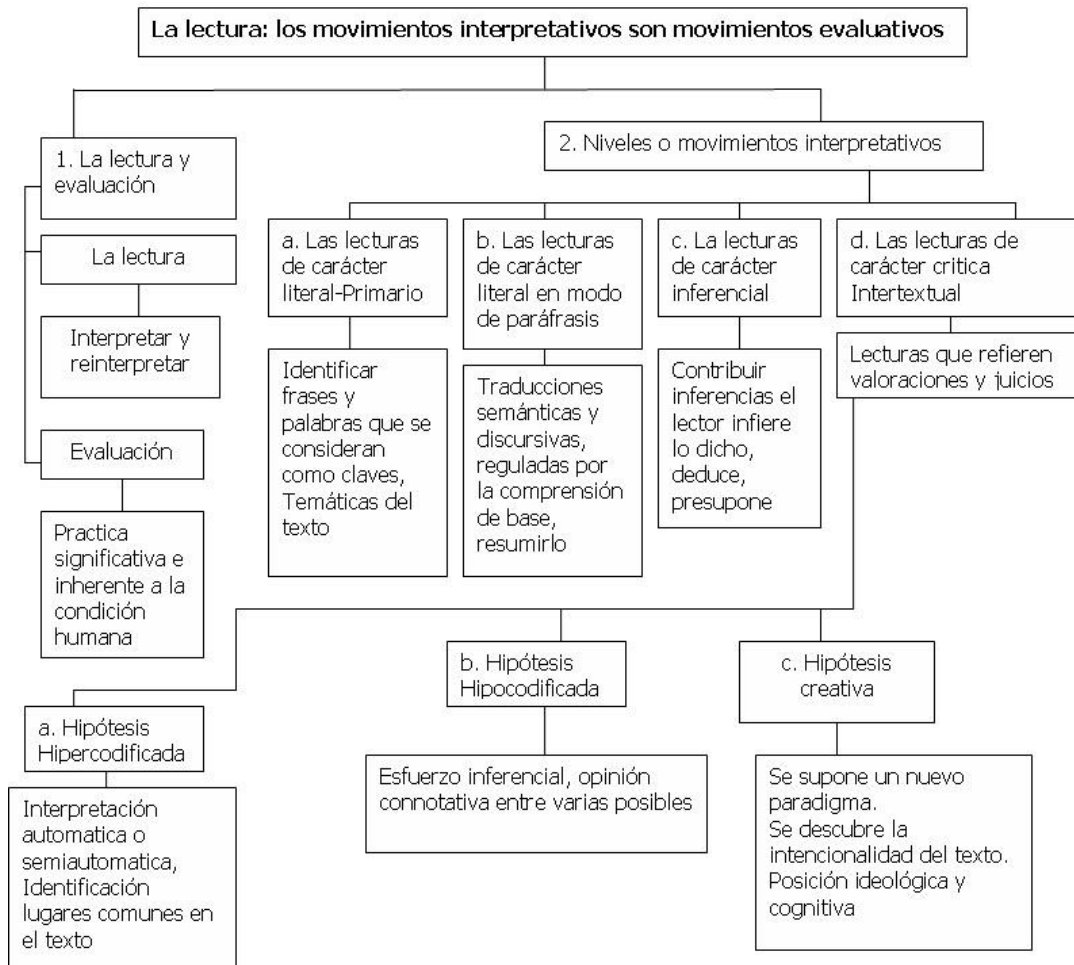 La lectura: los movimientos interpretativos son movimientos evaluativos
1. La lectura y
evaluación
La lectura
Interpretar y
reinterpretar
Evaluación
Practica
significativa e
inherente a la
condición
humana
2. Niveles o movimientos interpretativos
a. Las lecturas
de carácter
literal-Primario
Identificar
frases y
palabras que se
consideran
como claves,
Temáticas del
texto
b. Las lecturas
de carácter
literal en modo
de paráfrasis
Traducciones
semánticas y
discursivas,
reguladas por
la comprensión
de base,
resumirlo
c. La lecturas
de carácter
inferencial
Contribuir
inferencias el
lector infiere
lo dicho,
deduce,
presupone
d. Las lecturas de
carácter critica
Intertextual
Lecturas que refieren
valoraciones y juicios
a. Hipótesis
Hipercodificada
Interpretación
automatica o
semiautomatica,
Identificación
lugares comunes en
el texto
b. Hipótesis
Hipocodificada
Esfuerzo inferencial, opinión
connotativa entre varias posibles
c. Hipótesis
creativa
Se supone un nuevo
paradigma.
Se descubre la
intencionalidad del texto.
Posición ideológica y
cognitiva